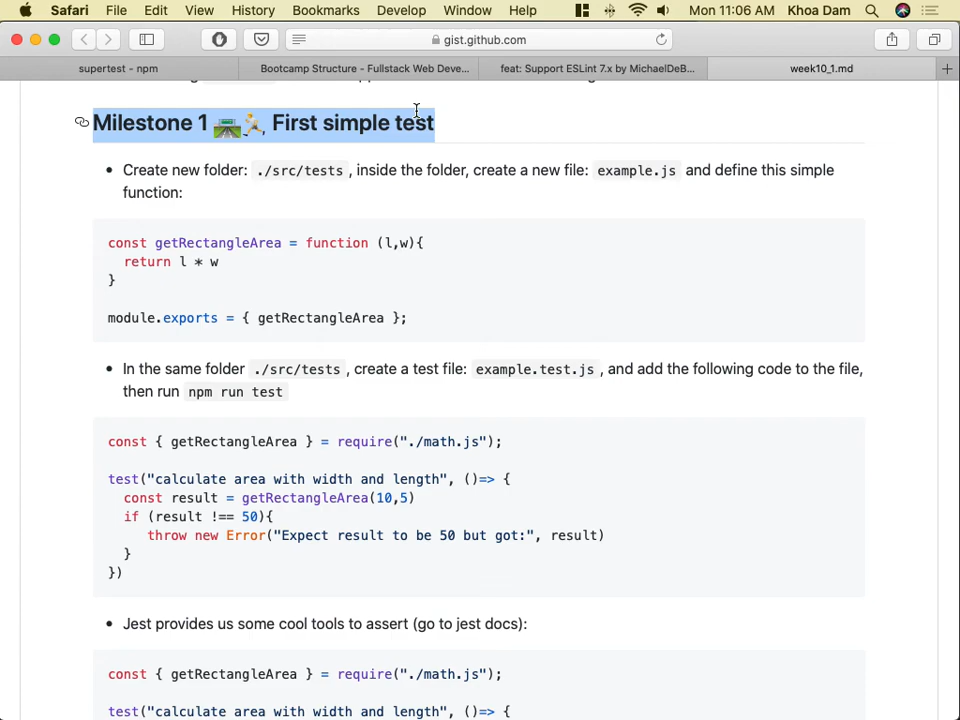 Safari File Edit View History Bookmarks Develop Window Help Mon 11:06 AM Khoa Dam
gist.github.com
supertest - npm
Bootcamp Structure - Fullstack Web Deve...
feat: Support ESLint 7.x by MichaelDeB...
week10_1.md
Milestone 1 🛣️🏃, First simple test
• Create new folder: ./src/tests , inside the folder, create a new file: example.js and define this simple
function:
const getRectangleArea = function (l,w){
return l * w
}
module.exports = { getRectangleArea };
• In the same folder ./src/tests , create a test file: example.test.js , and add the following code to the file,
then run npm run test
const { getRectangleArea } = require("./math.js");
test("calculate area with width and length", ()=> {
const result = getRectangleArea(10,5)
if (result !== 50){
throw new Error("Expect result to be 50 but got:", result)
}
})
• Jest provides us some cool tools to assert (go to jest docs):
const { getRectangleArea } = require("./math.js");
test("calculate area with width and length", ()=> {